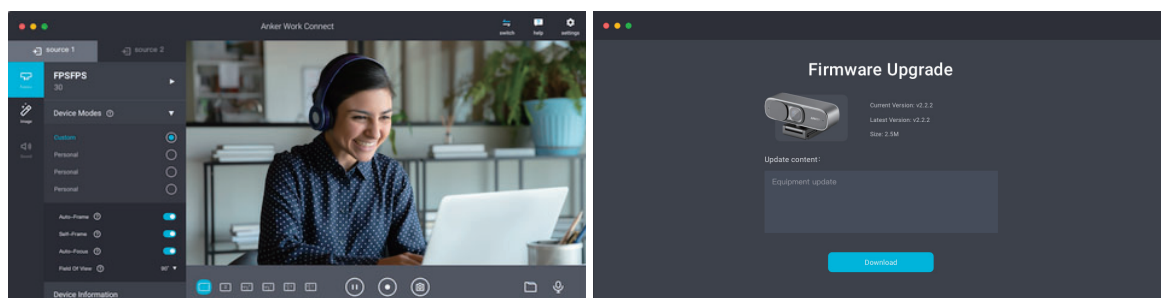 Anker Work Connect
switch
help
settings
source 1
source 2
FPSFPS
30
Device Modes
Image
Custom
Personal
Personal
Personal
Auto-Frame
Self-Frame
Auto-Focus
Field Of View
90°
Device Information
Firmware Upgrade
Current Version: v2.2.2
Latest Version: v2.2.2
Size: 2.5M
Update content:
Equipment update
Download